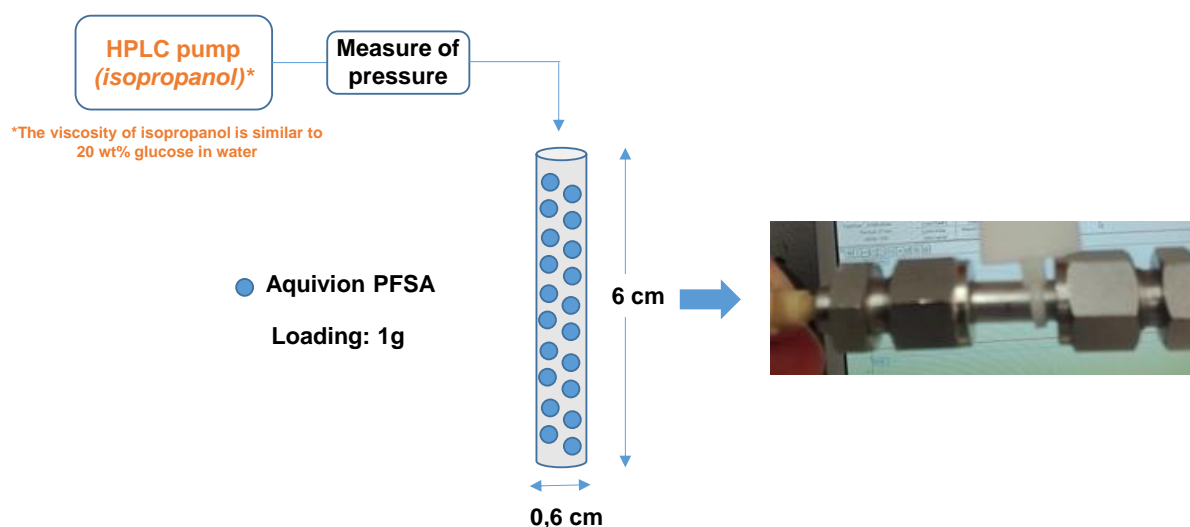 HPLC pump
(isopropanol)*
Measure of
pressure
*The viscosity of isopropanol is similar to
20 wt% glucose in water
Aquivion PFSA
Loading: 1g
6 cm
0,6 cm